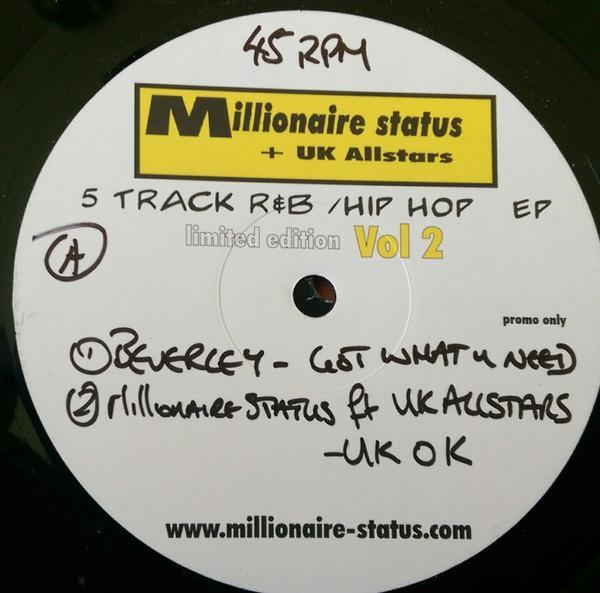 45 RPM
Millionaire status
+ UK Allstars
5 TRACK R&B /HIP HOP EP
limited edition Vol 2
A
promo only
① BEVERLEY - GOT WHAT U NEED
② MILLIONAIRE STATUS ft UK ALLSTARS
- UK OK
www.millionaire-status.com